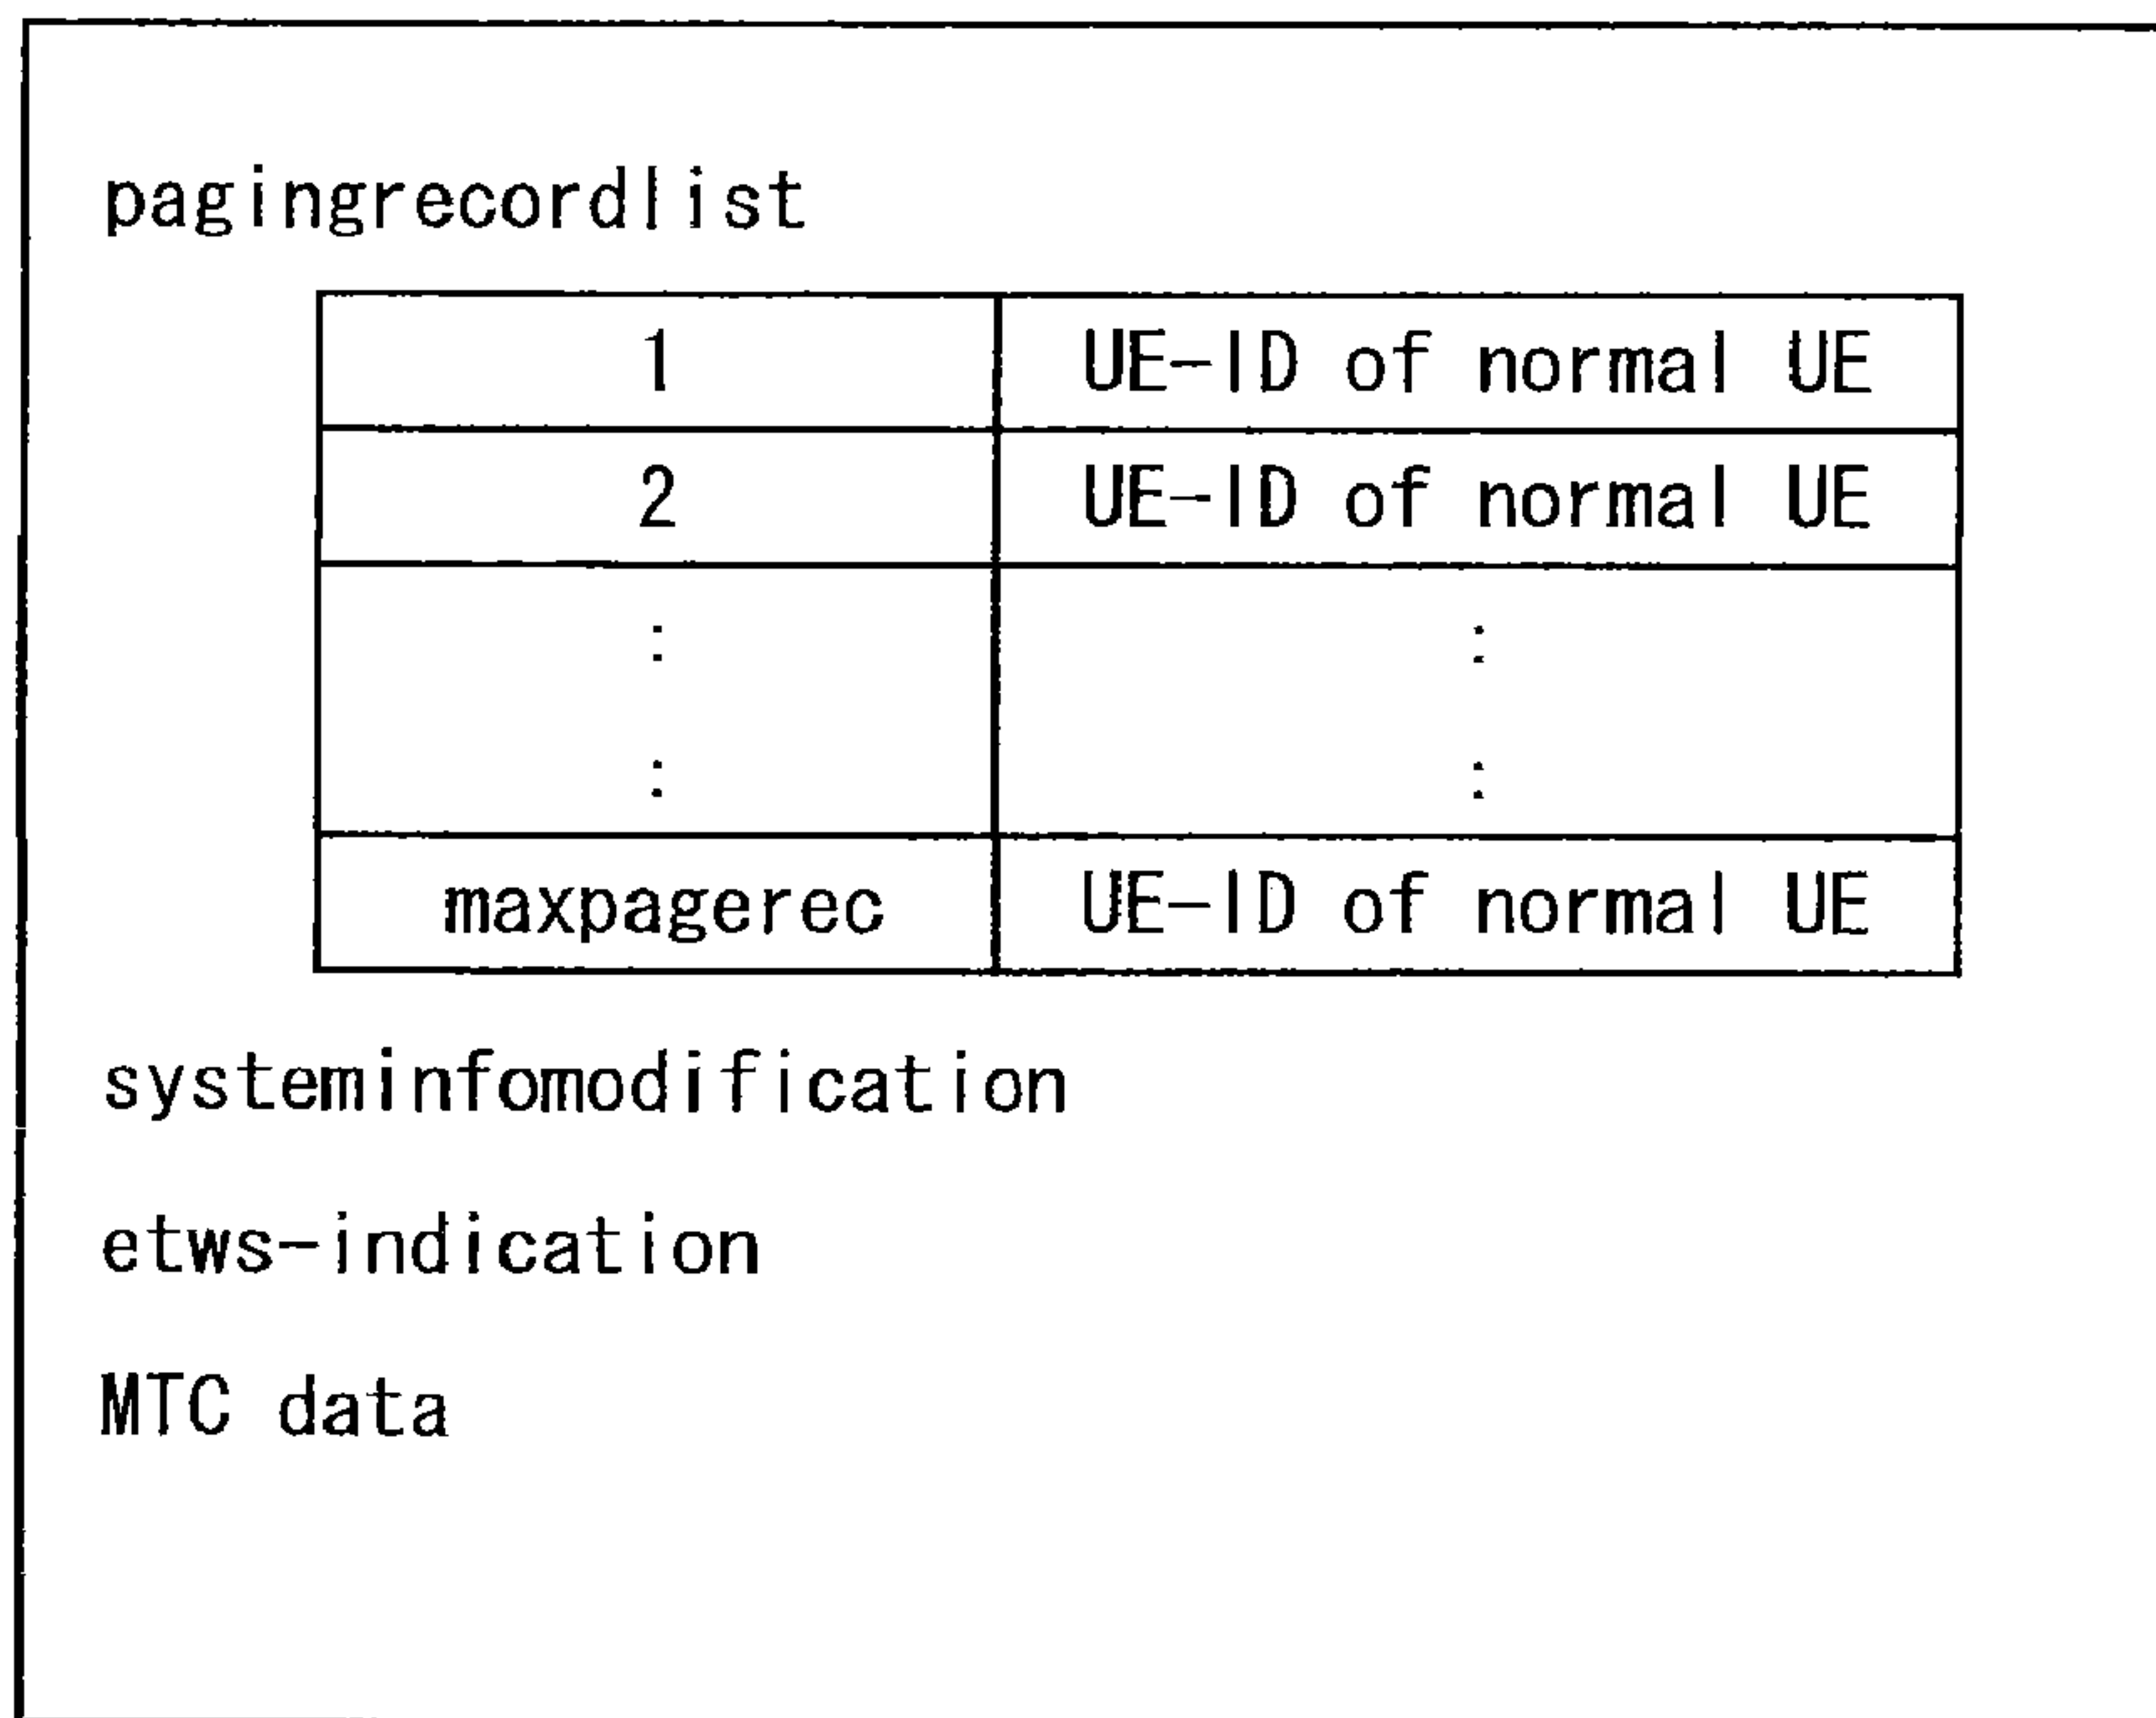 pagingrecordlist
1 UE-ID of normal UE
2 UE-ID of normal UE
: :
: :
maxpagerec UE-ID of normal UE
systeminfomodification
etws-indication
MTC data